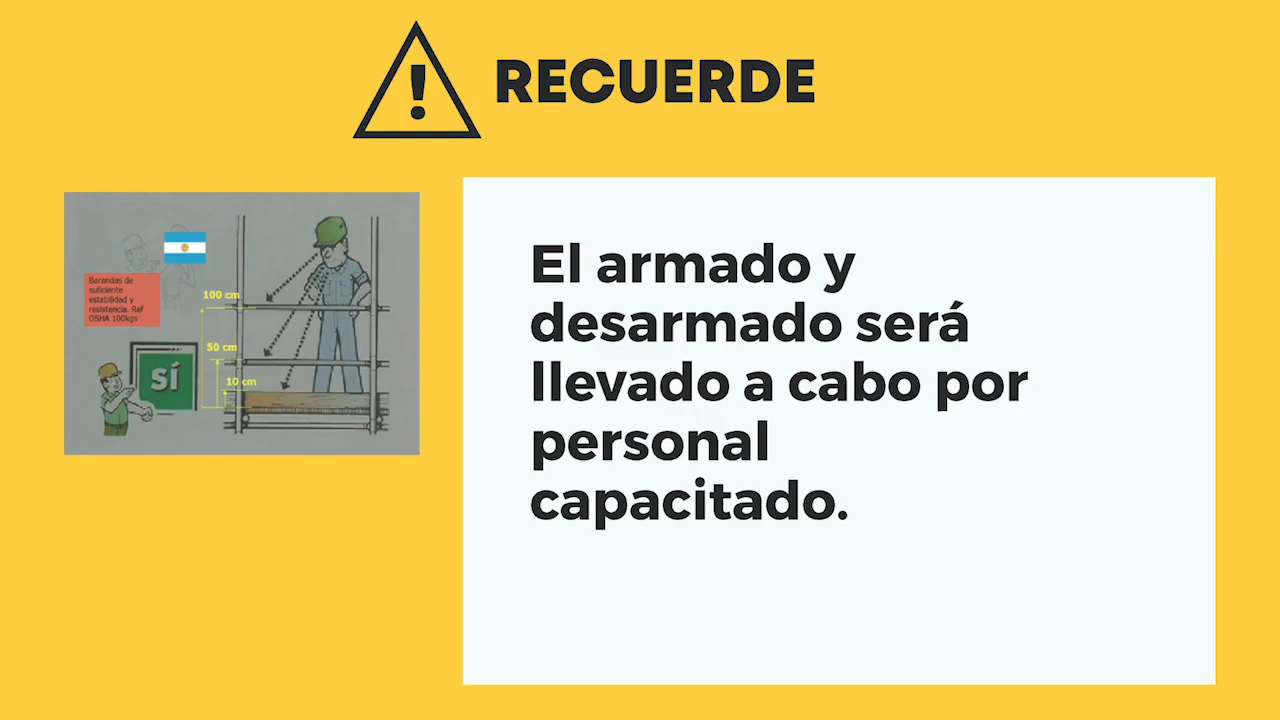 RECUERDE
Barandas de
suficiente
estabilidad y
resistencia. Ref
OSHA 100kgs
100 cm
50 cm
10 cm
SÍ
El armado y
desarmado será
llevado a cabo por
personal
capacitado.